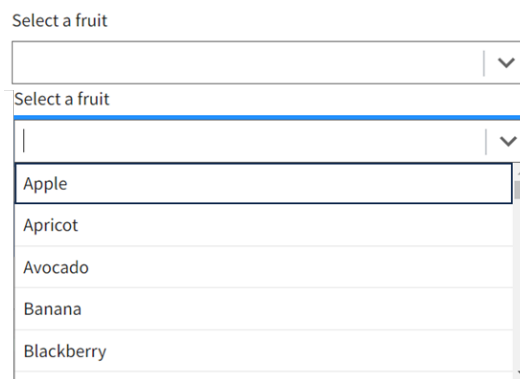 Select a fruit
Select a fruit
Apple
Apricot
Avocado
Banana
Blackberry